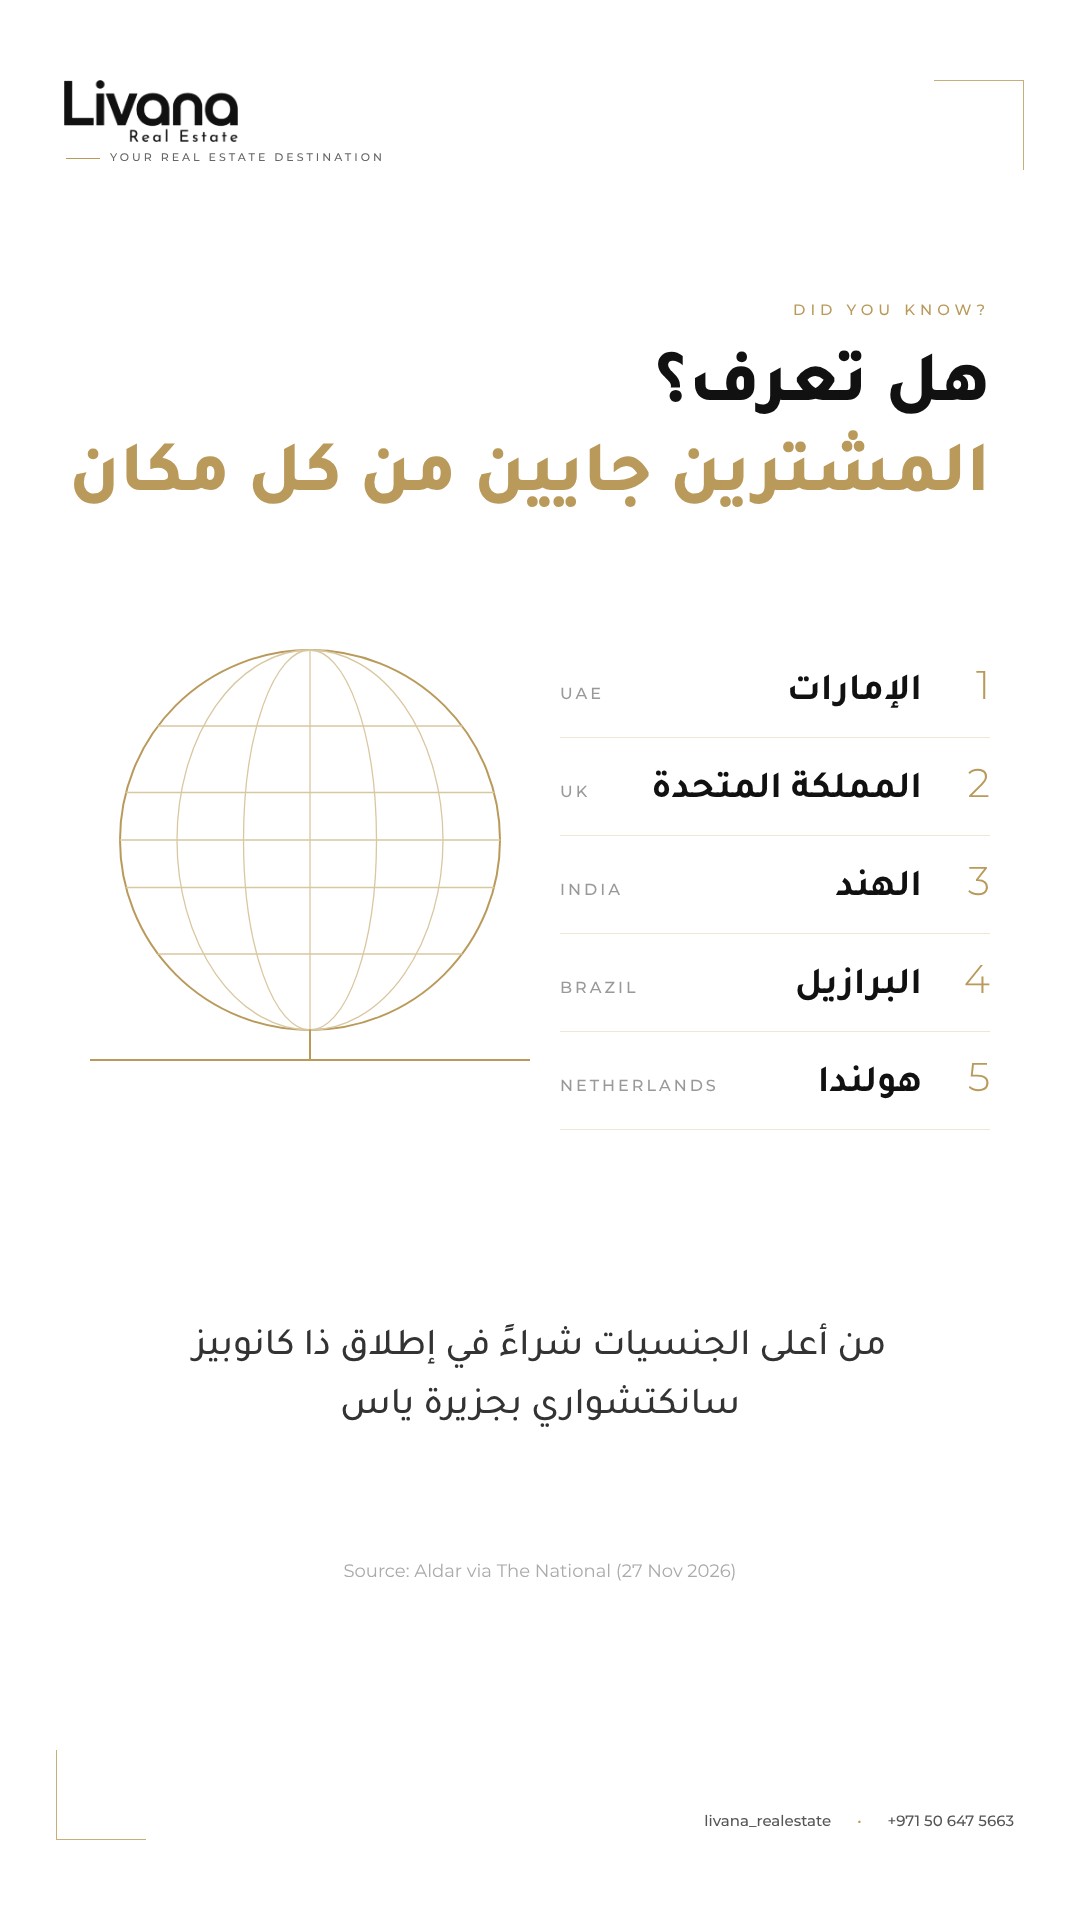 Livana
Real Estate
YOUR REAL ESTATE DESTINATION
DID YOU KNOW?
هل تعرف؟
المشترين جايين من كل مكان
1 الإمارات UAE
2 المملكة المتحدة UK
3 الهند INDIA
4 البرازيل BRAZIL
5 هولندا NETHERLANDS
من أعلى الجنسيات شراءً في إطلاق ذا كانوبيز
سانكتشواري بجزيرة ياس
Source: Aldar via The National (27 Nov 2026)
livana_realestate • +971 50 647 5663